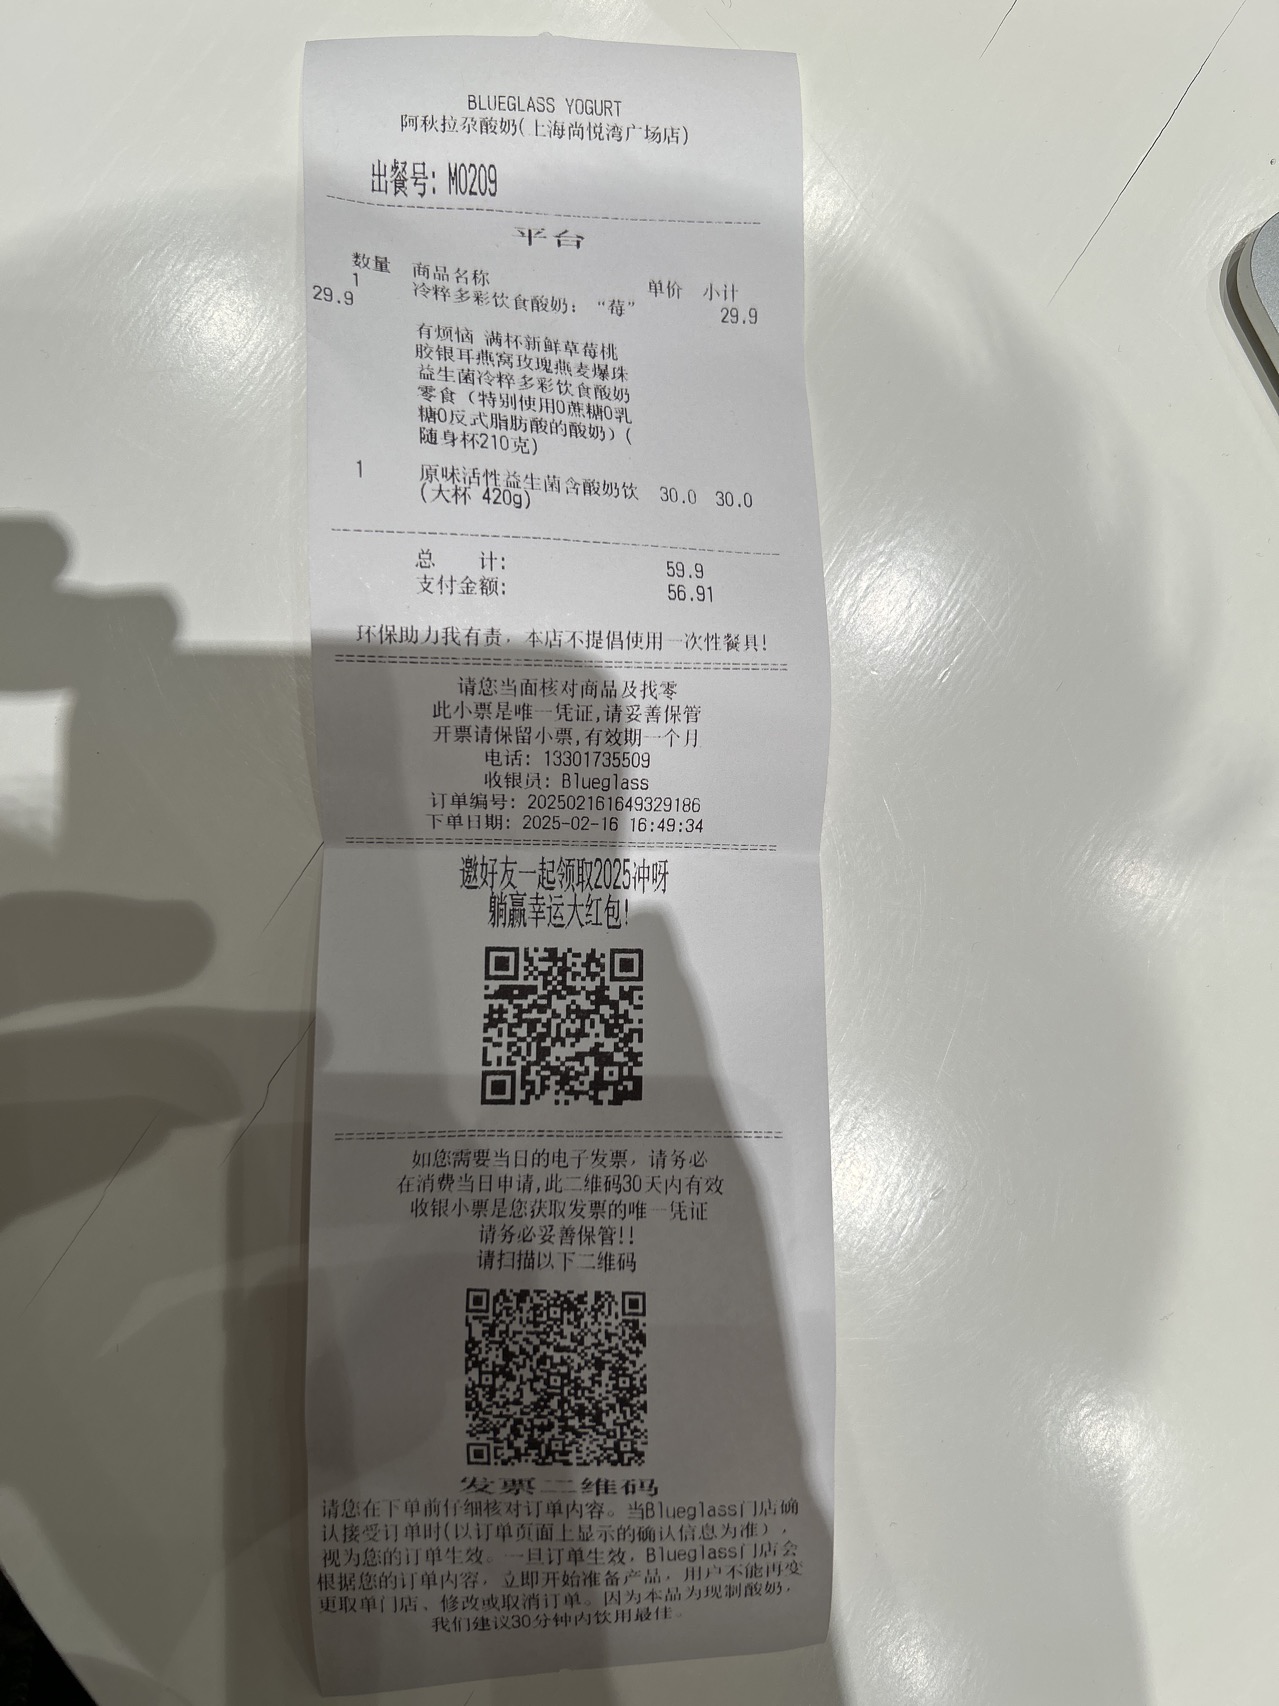 BLUEGLASS YOGURT
阿秋拉尕酸奶(上海尚悦湾广场店)
出餐号: M0209
平台
数量 商品名称 单价 小计
1 冷粹多彩饮食酸奶: “莓” 29.9
29.9
有烦恼 满杯新鲜草莓桃
胶银耳燕窝玫瑰燕麦爆珠
益生菌冷粹多彩饮食酸奶
零食（特别使用0蔗糖0乳
糖0反式脂肪酸的酸奶）(
随身杯210克)
1 原味活性益生菌含酸奶饮 30.0 30.0
(大杯 420g)
总 计: 59.9
支付金额: 56.91
环保助力我有责，本店不提倡使用一次性餐具!
请您当面核对商品及找零
此小票是唯一凭证,请妥善保管
开票请保留小票,有效期一个月
电话: 13301735509
收银员: Blueglass
订单编号: 202502161649329186
下单日期: 2025-02-16 16:49:34
邀好友一起领取2025冲呀
躺赢幸运大红包!
如您需要当日的电子发票，请务必
在消费当日申请,此二维码30天内有效
收银小票是您获取发票的唯一凭证
请务必妥善保管!!
请扫描以下二维码
发票二维码
请您在下单前仔细核对订单内容。当Blueglass门店确
认接受订单时(以订单页面上显示的确认信息为准)，
视为您的订单生效。一旦订单生效，Blueglass门店会
根据您的订单内容，立即开始准备产品，用户不能再变
更取单门店、修改或取消订单。因为本品为现制酸奶，
我们建议30分钟内饮用最佳。